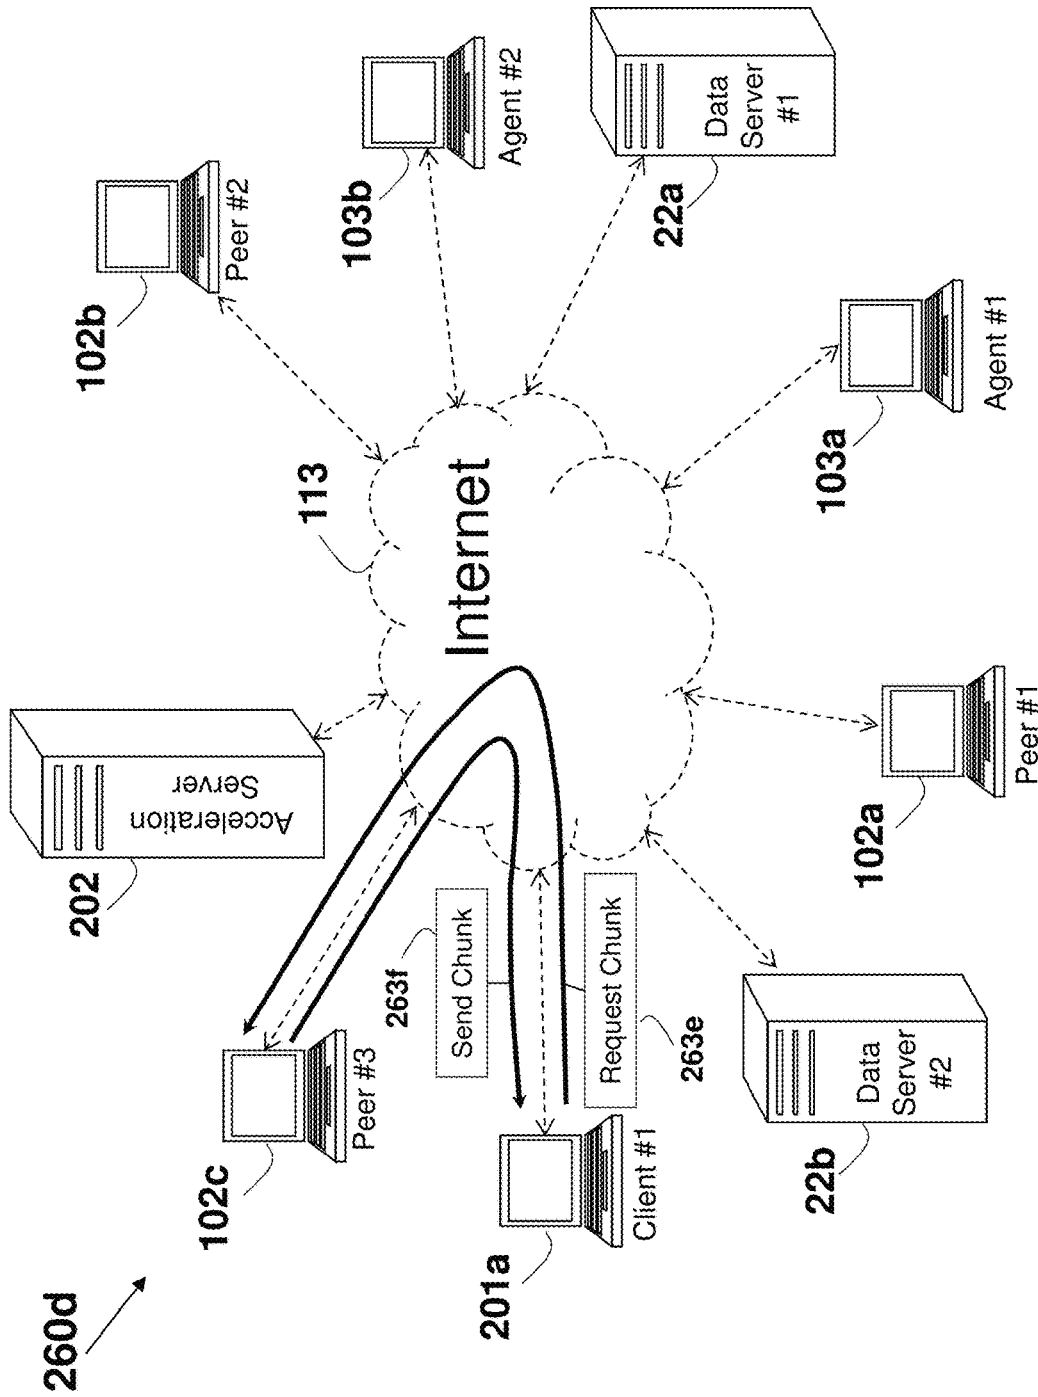 260d
102c
Peer #3
202
Acceleration
Server
113
102b
Peer #2
103b
Agent #2
201a
Client #1
263f
Send Chunk
Request Chunk
263e
Internet
22a
Data
Server
#1
22b
Data
Server
#2
102a
Peer #1
103a
Agent #1